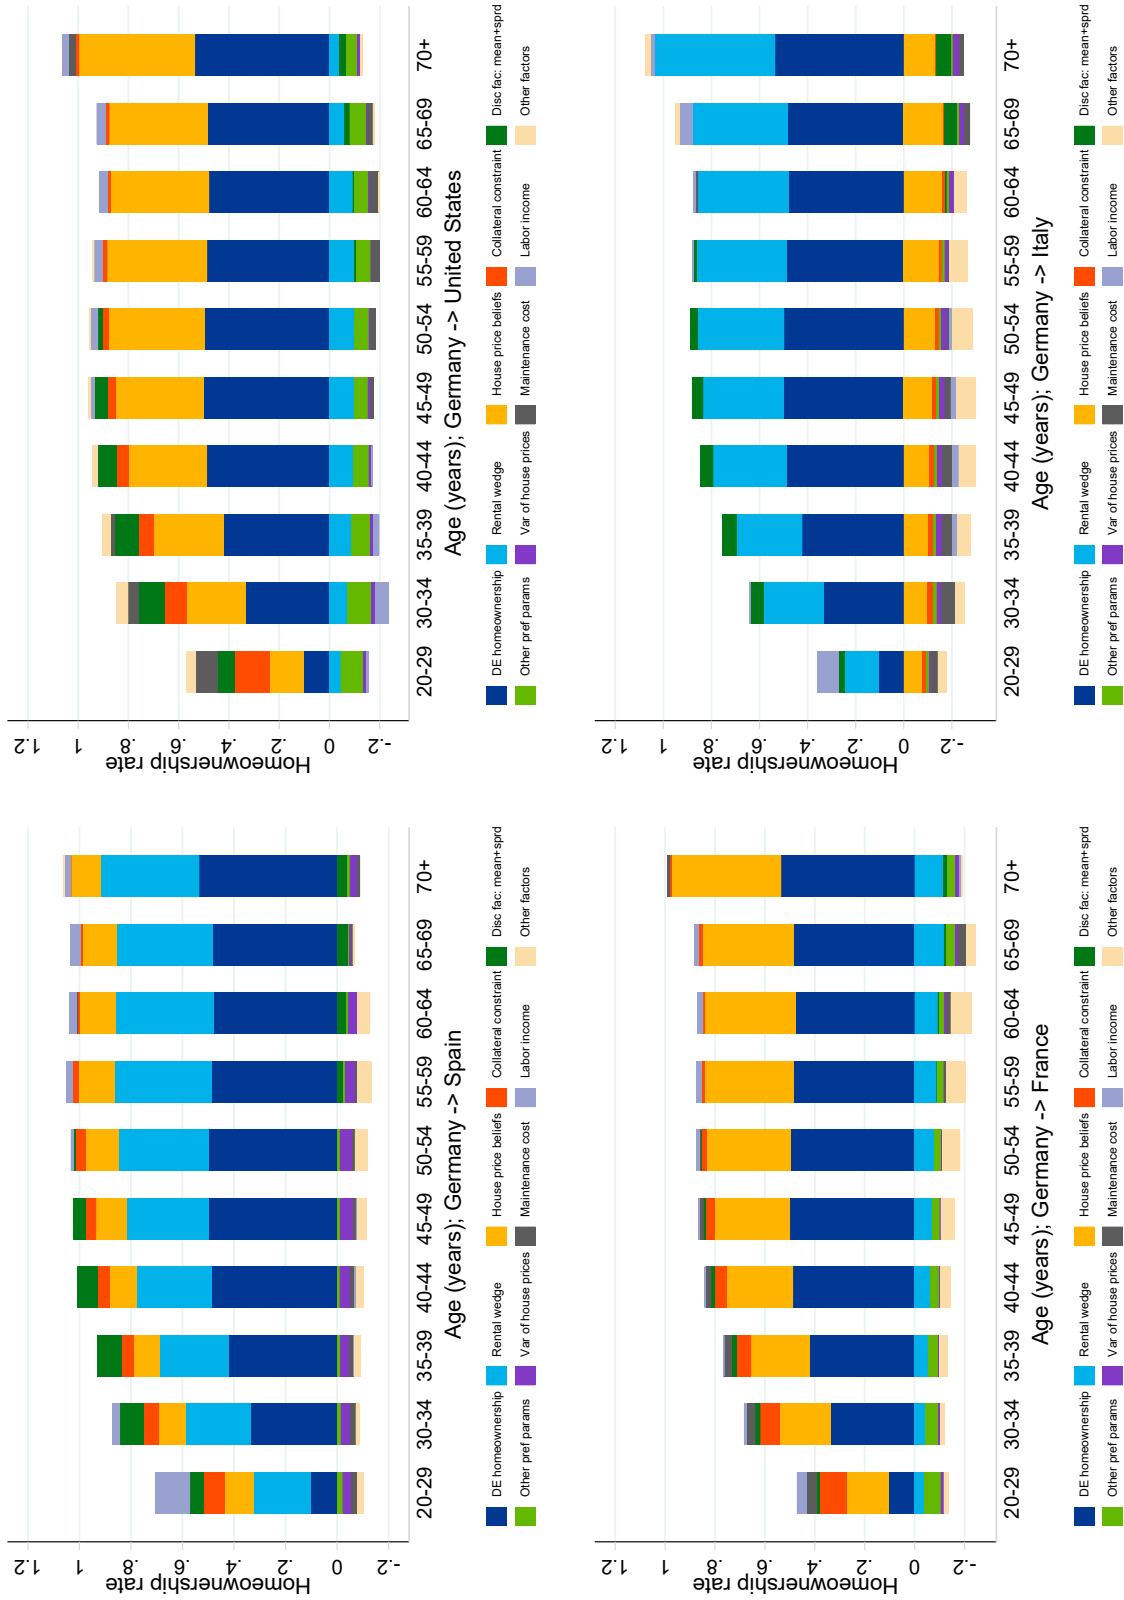 Homeownership rate
1.2
1
.8
.6
.4
.2
0
-.2
20-29 30-34 35-39 40-44 45-49 50-54 55-59 60-64 65-69 70+
Age (years); Germany -> Spain
DE homeownership Rental wedge House price beliefs Collateral constraint Disc fac: mean+sprd
Other pref params Var of house prices Maintenance cost Labor income Other factors
Homeownership rate
1.2
1
.8
.6
.4
.2
0
-.2
20-29 30-34 35-39 40-44 45-49 50-54 55-59 60-64 65-69 70+
Age (years); Germany -> United States
DE homeownership Rental wedge House price beliefs Collateral constraint Disc fac: mean+sprd
Other pref params Var of house prices Maintenance cost Labor income Other factors
Homeownership rate
1.2
1
.8
.6
.4
.2
0
-.2
20-29 30-34 35-39 40-44 45-49 50-54 55-59 60-64 65-69 70+
Age (years); Germany -> France
DE homeownership Rental wedge House price beliefs Collateral constraint Disc fac: mean+sprd
Other pref params Var of house prices Maintenance cost Labor income Other factors
Homeownership rate
1.2
1
.8
.6
.4
.2
0
-.2
20-29 30-34 35-39 40-44 45-49 50-54 55-59 60-64 65-69 70+
Age (years); Germany -> Italy
DE homeownership Rental wedge House price beliefs Collateral constraint Disc fac: mean+sprd
Other pref params Var of house prices Maintenance cost Labor income Other factors